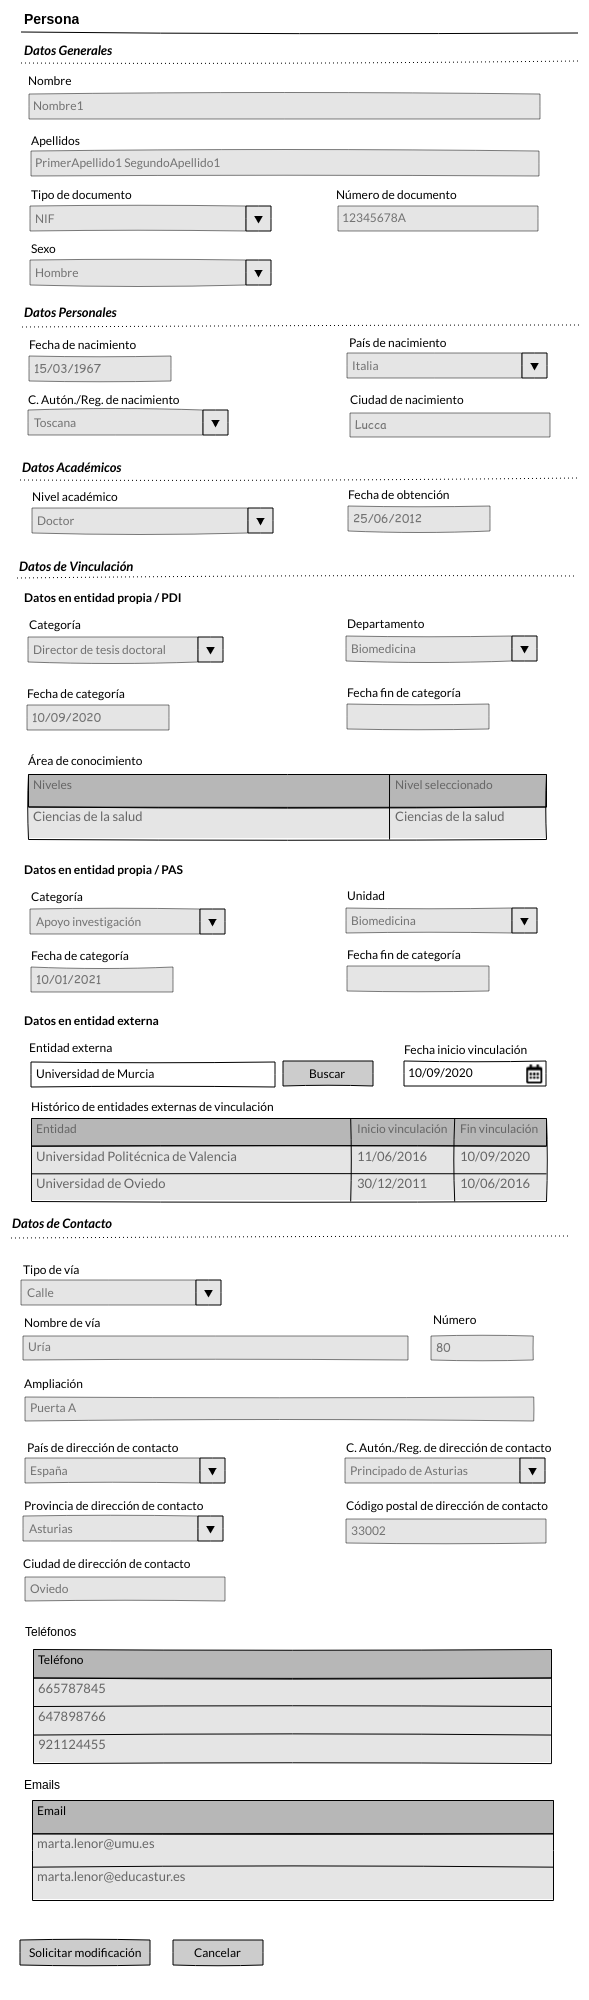 Persona
Datos Generales
Nombre
Nombre1
Apellidos
PrimerApellido1 SegundoApellido1
Tipo de documento Número de documento
NIF 12345678A
Sexo
Hombre
Datos Personales
Fecha de nacimiento País de nacimiento
15/03/1967 Italia
C. Autón./Reg. de nacimiento Ciudad de nacimiento
Toscana Lucca
Datos Académicos
Nivel académico Fecha de obtención
Doctor 25/06/2012
Datos de Vinculación
Datos en entidad propia / PDI
Categoría Departamento
Director de tesis doctoral Biomedicina
Fecha de categoría Fecha fin de categoría
10/09/2020
Área de conocimiento
Niveles Nivel seleccionado
Ciencias de la salud Ciencias de la salud
Datos en entidad propia / PAS
Categoría Unidad
Apoyo investigación Biomedicina
Fecha de categoría Fecha fin de categoría
10/01/2021
Datos en entidad externa
Entidad externa Fecha inicio vinculación
Universidad de Murcia Buscar 10/09/2020
Histórico de entidades externas de vinculación
Entidad Inicio vinculación Fin vinculación
Universidad Politécnica de Valencia 11/06/2016 10/09/2020
Universidad de Oviedo 30/12/2011 10/06/2016
Datos de Contacto
Tipo de vía
Calle
Nombre de vía Número
Uría 80
Ampliación
Puerta A
País de dirección de contacto C. Autón./Reg. de dirección de contacto
España Principado de Asturias
Provincia de dirección de contacto Código postal de dirección de contacto
Asturias 33002
Ciudad de dirección de contacto
Oviedo
Teléfonos
Teléfono
665787845
647898766
921124455
Emails
Email
marta.lenor@umu.es
marta.lenor@educastur.es
Solicitar modificación Cancelar